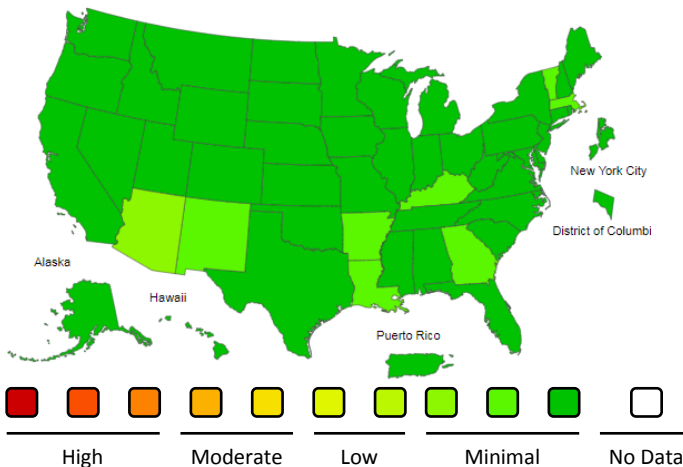 New York City
District of Columbi
Alaska
Hawaii
Puerto Rico
High Moderate Low Minimal No Data